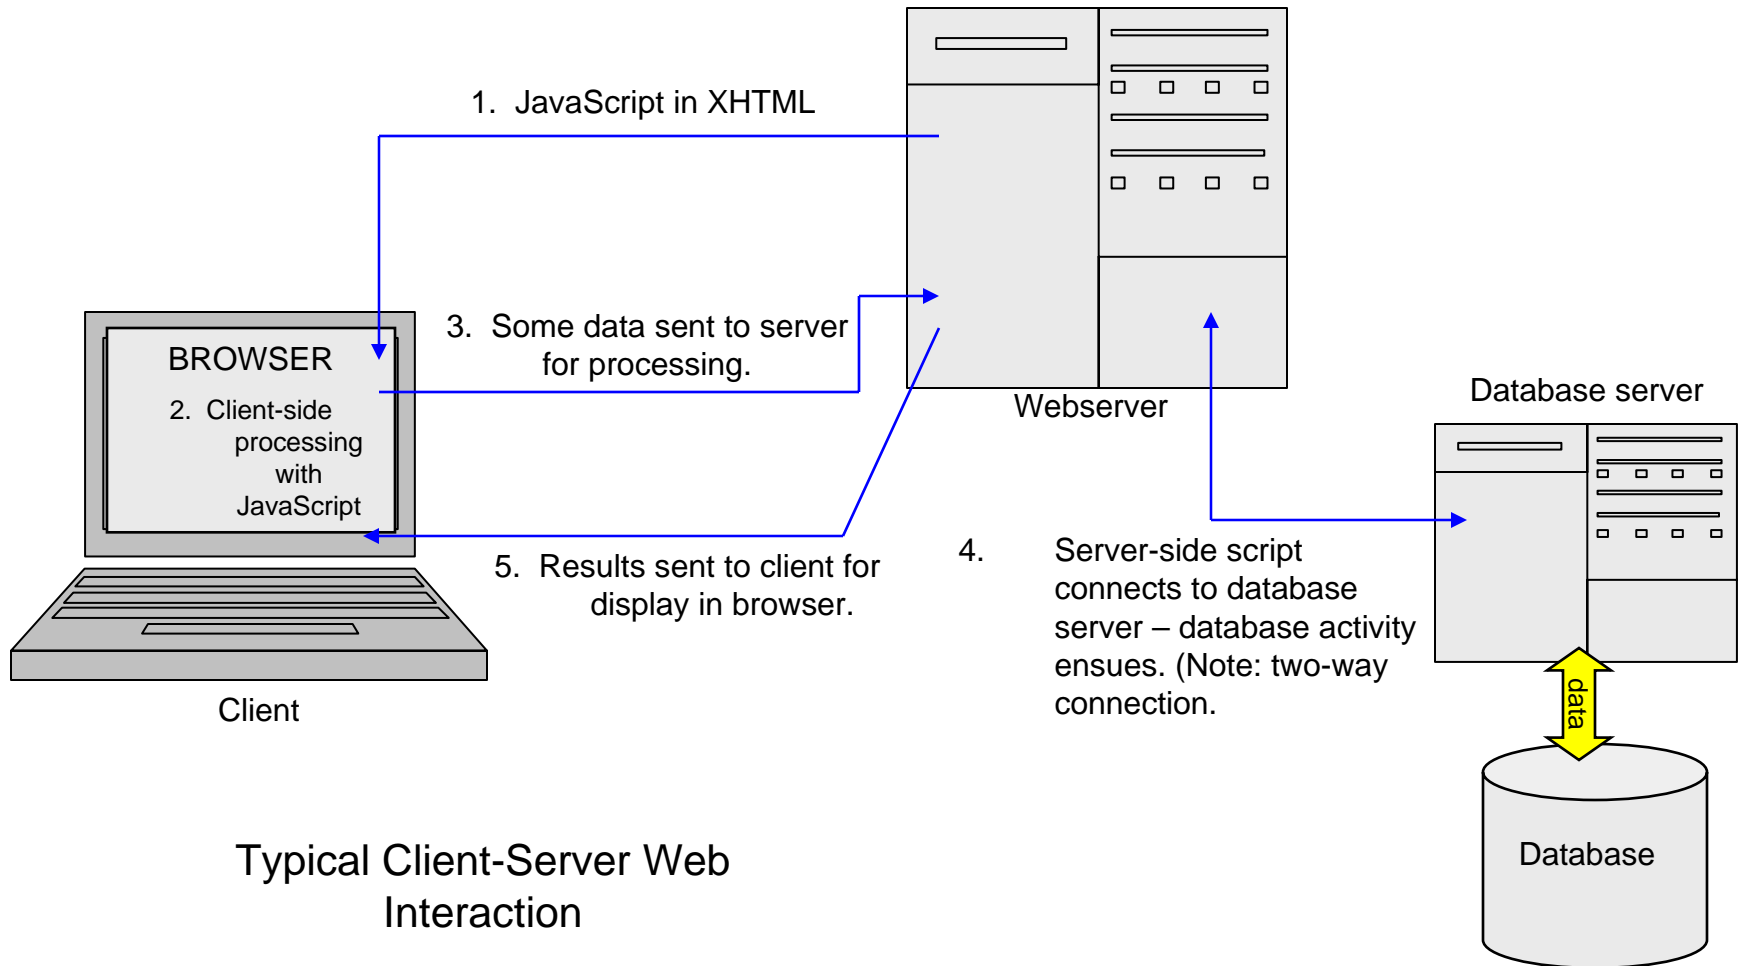 1. JavaScript in XHTML
BROWSER
2. Client-side
processing
with
JavaScript
3. Some data sent to server
for processing.
Webserver
Database server
5. Results sent to client for
display in browser.
4. Server-side script
connects to database
server – database activity
ensues. (Note: two-way
connection.
Client
data
Database
Typical Client-Server Web
Interaction